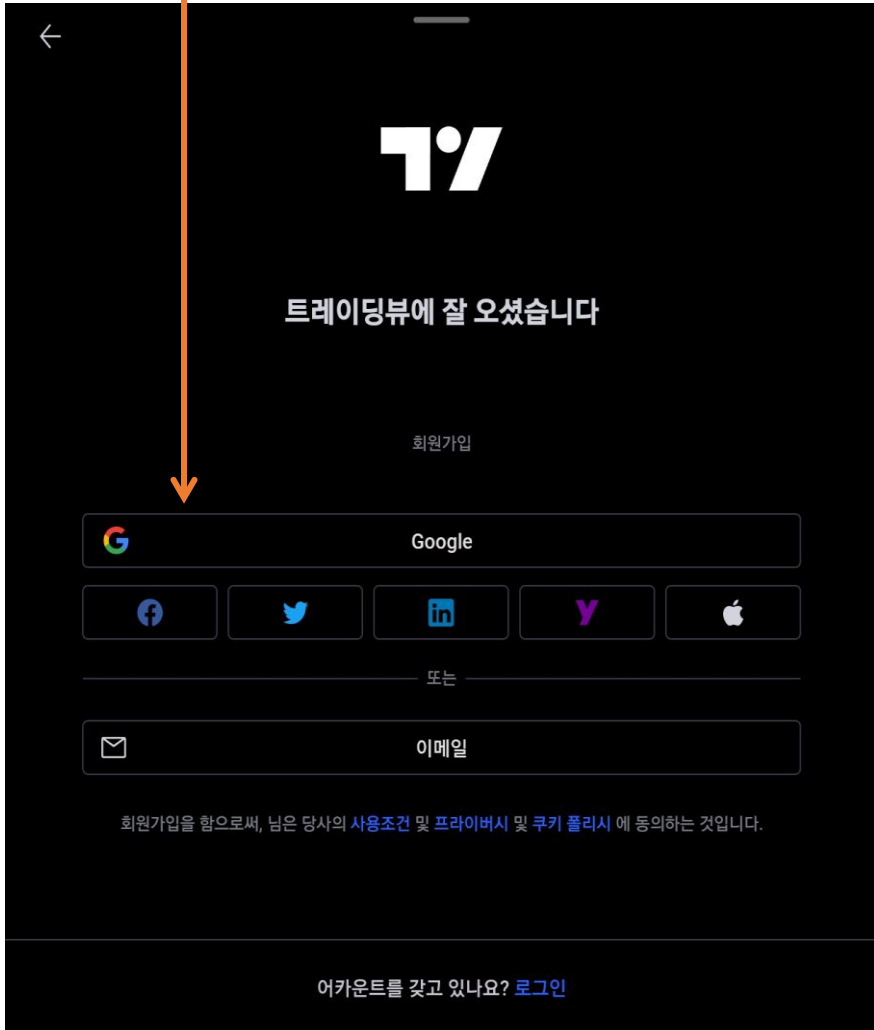 트레이딩뷰에 잘 오셨습니다
회원가입
Google
또는
이메일
회원가입을 함으로써, 님은 당사의 사용조건 및 프라이버시 및 쿠키 폴리시 에 동의하는 것입니다.
어카운트를 갖고 있나요? 로그인